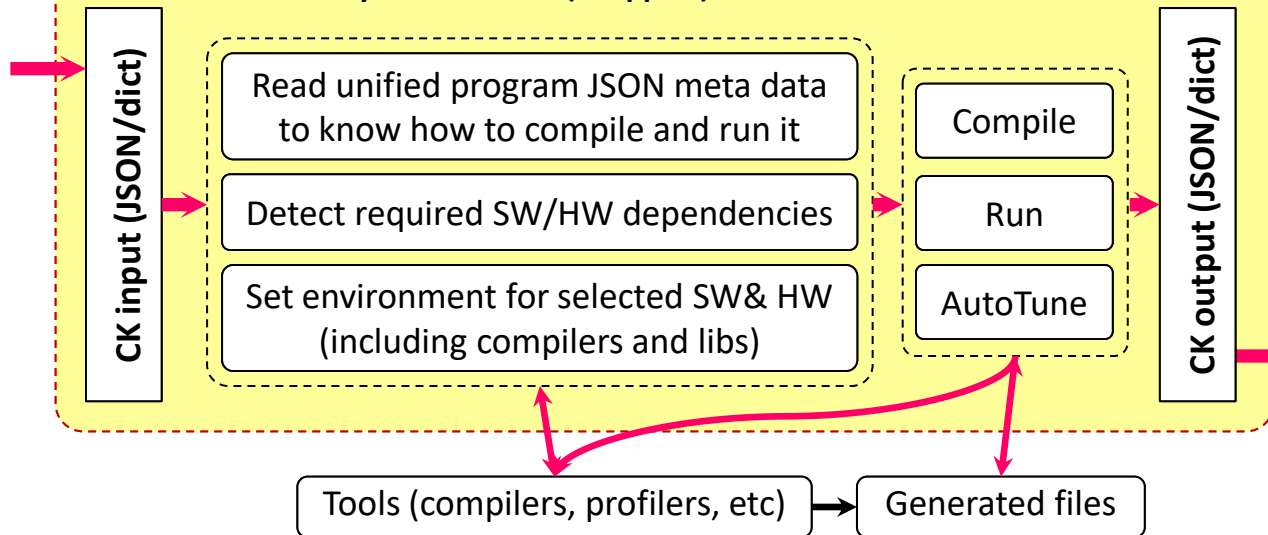 CK input (JSON/dict)
Read unified program JSON meta data
to know how to compile and run it
Detect required SW/HW dependencies
Set environment for selected SW& HW
(including compilers and libs)
Compile
Run
AutoTune
CK output (JSON/dict)
Tools (compilers, profilers, etc)
Generated files